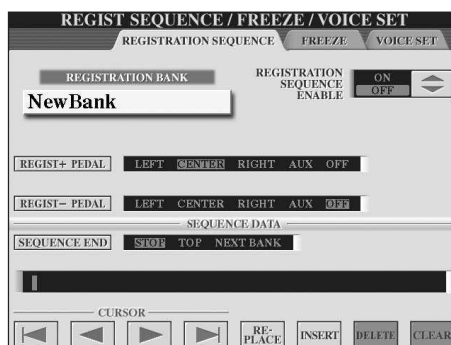 REGIST SEQUENCE / FREEZE / VOICE SET
REGISTRATION SEQUENCE FREEZE VOICE SET
REGISTRATION BANK
NewBank
REGISTRATION
SEQUENCE
ENABLE
ON
OFF
REGIST+ PEDAL LEFT CENTER RIGHT AUX OFF
REGIST− PEDAL LEFT CENTER RIGHT AUX OFF
SEQUENCE DATA
SEQUENCE END STOP TOP NEXT BANK
CURSOR
RE-
PLACE
INSERT
DELETE
CLEAR